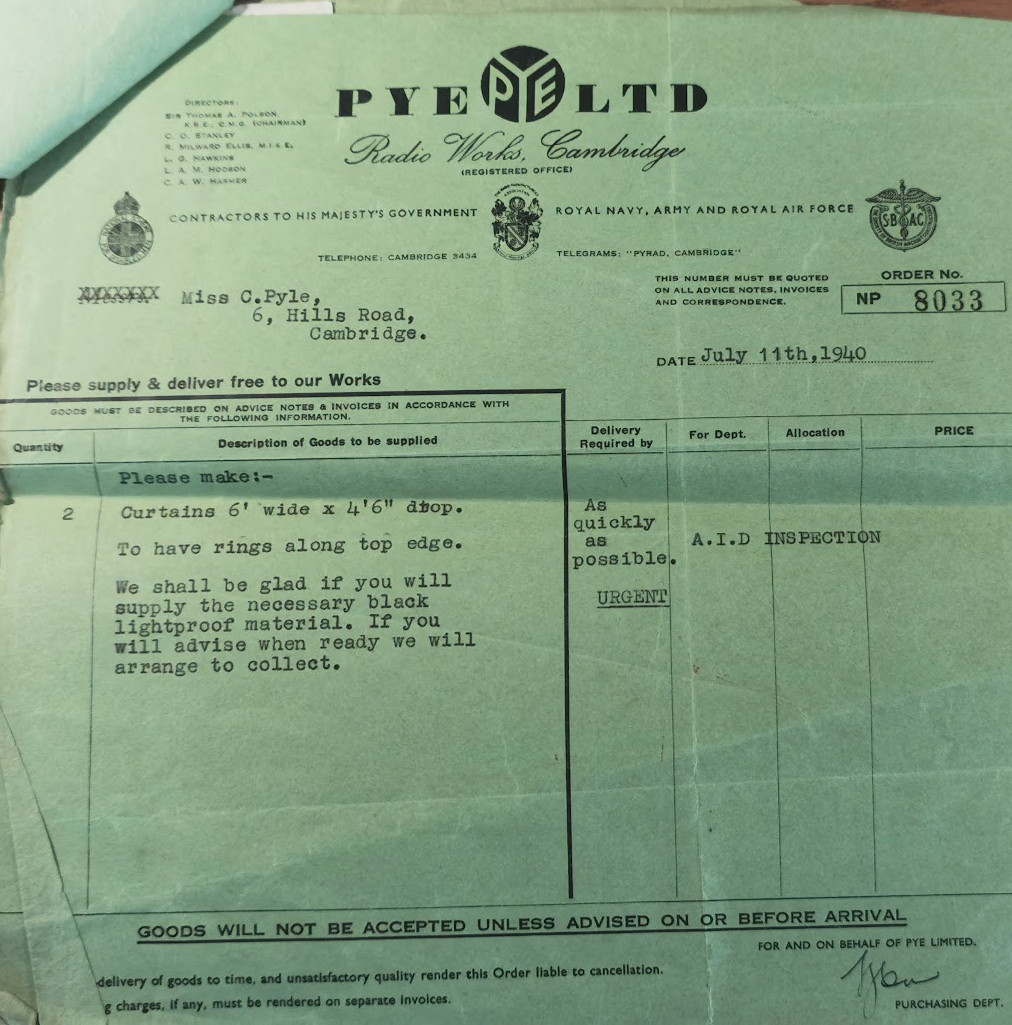 PYE PYE LTD
Radio Works, Cambridge
(REGISTERED OFFICE)
DIRECTORS:
SIR THOMAS A. POLSON,
K.B.E., C.M.G. (CHAIRMAN)
C. O. STANLEY
R. MILWARD ELLIS, M.I.E.E.
L. G. HAWKINS
L. A. M. HODSON
C. A. W. HARMER
CONTRACTORS TO HIS MAJESTY'S GOVERNMENT
ROYAL NAVY, ARMY AND ROYAL AIR FORCE
SBAC
TELEPHONE: CAMBRIDGE 3434
TELEGRAMS: "PYRAD, CAMBRIDGE"
THIS NUMBER MUST BE QUOTED
ON ALL ADVICE NOTES, INVOICES
AND CORRESPONDENCE.
ORDER No.
NP 8033
Miss C.Pyle,
6, Hills Road,
Cambridge.
DATE July 11th,1940
Please supply & deliver free to our Works
GOODS MUST BE DESCRIBED ON ADVICE NOTES & INVOICES IN ACCORDANCE WITH
THE FOLLOWING INFORMATION.
Quantity
Description of Goods to be supplied
Delivery
Required by
For Dept.
Allocation
PRICE
Please make:-
2 Curtains 6' wide x 4'6" drop.
To have rings along top edge.
We shall be glad if you will
supply the necessary black
lightproof material. If you
will advise when ready we will
arrange to collect.
As
quickly
as
possible.
URGENT
A.I.D INSPECTION
GOODS WILL NOT BE ACCEPTED UNLESS ADVISED ON OR BEFORE ARRIVAL
FOR AND ON BEHALF OF PYE LIMITED.
delivery of goods to time, and unsatisfactory quality render this Order liable to cancellation.
g charges, if any, must be rendered on separate Invoices.
PURCHASING DEPT.